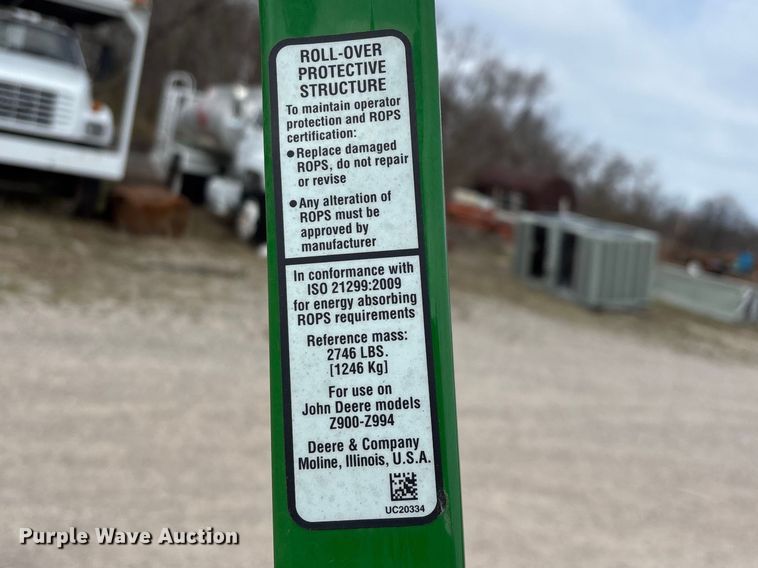 ROLL-OVER
PROTECTIVE
STRUCTURE
To maintain operator
protection and ROPS
certification:
●Replace damaged
ROPS, do not repair
or revise
●Any alteration of
ROPS must be
approved by
manufacturer
In conformance with
ISO 21299:2009
for energy absorbing
ROPS requirements
Reference mass:
2746 LBS.
[1246 Kg]
For use on
John Deere models
Z900-Z994
Deere & Company
Moline, Illinois, U.S.A.
UC20334
Purple Wave Auction